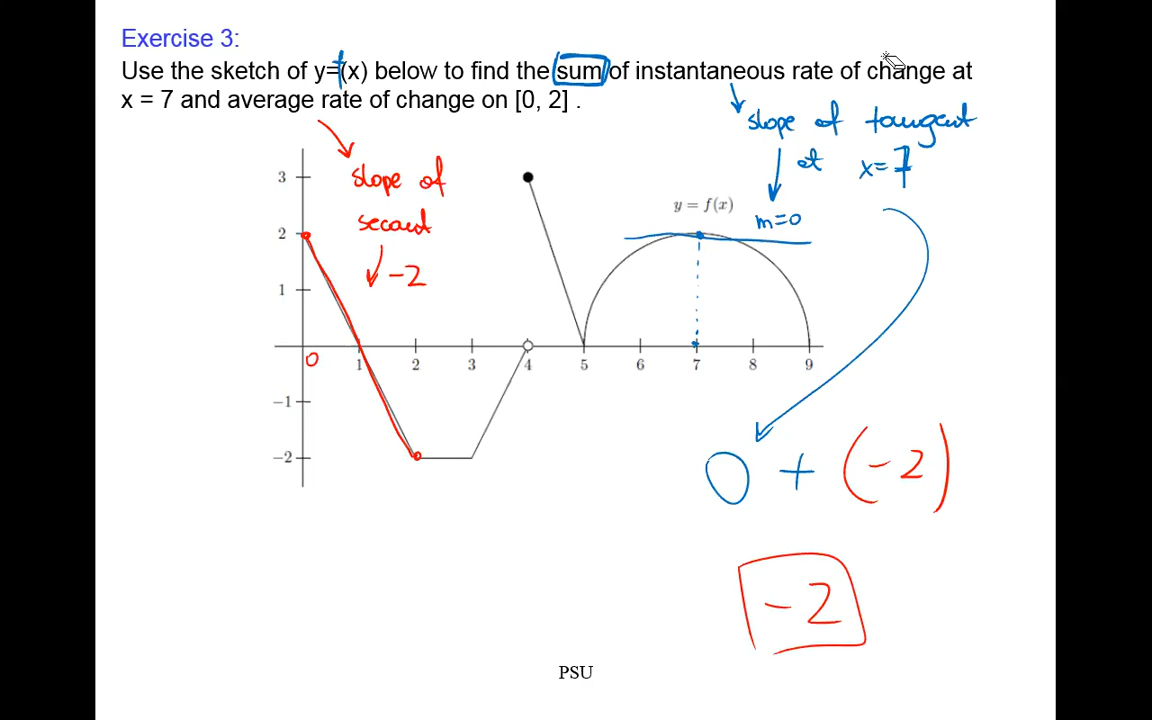 Exercise 3:
Use the sketch of y=f(x) below to find the sum of instantaneous rate of change at
x = 7 and average rate of change on [0, 2] .
slope of tangent
at x=7
m=0
slope of
secant
-2
y = f(x)
3
2
1
0
1
2
3
4
5
6
7
8
9
−1
−2
0 + (-2)
-2
PSU